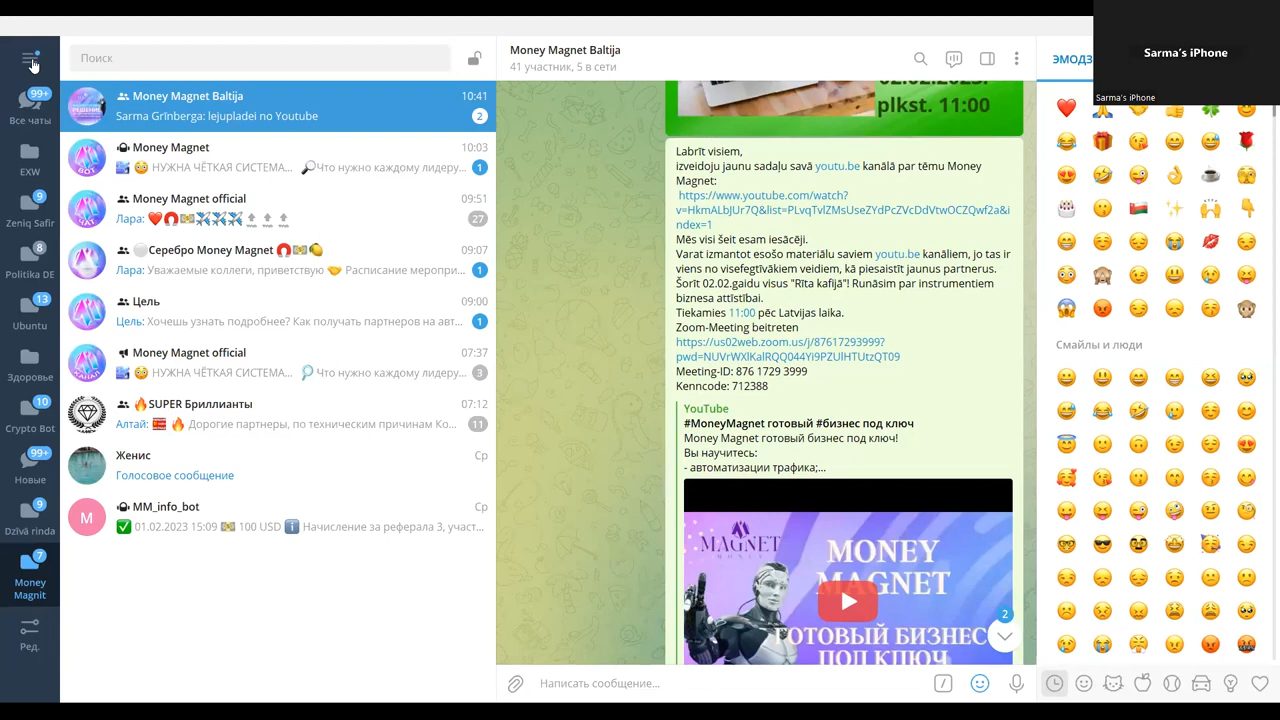 Sarma's iPhone
Sarma's iPhone
99+
Все чаты
EXW
9
Zeniq Safir
8
Politika DE
13
Ubuntu
Здоровье
10
Crypto Bot
99+
Новые
9
Dzīvā rinda
7
Money
Magnit
Ред.
Поиск
Money Magnet Baltija 10:41
Sarma Grīnberga: lejupladei no Youtube 2
Money Magnet 10:03
НУЖНА ЧЁТКАЯ СИСТЕМА... Что нужно каждому лидеру... 1
Money Magnet official 09:51
Лара: 27
Серебро Money Magnet 09:07
Лара: Уважаемые коллеги, приветствую Расписание меропри... 1
Цель 09:00
Цель: Хочешь узнать подробнее? Как получать партнеров на авт... 1
Money Magnet official 07:37
НУЖНА ЧЁТКАЯ СИСТЕМА... Что нужно каждому лидеру... 3
SUPER Бриллианты 07:12
Алтай: Дорогие партнеры, по техническим причинам Ко... 11
Женис Ср
Голосовое сообщение
M
MM_info_bot Ср
01.02.2023 15:09 100 USD Начисление за реферала 3, участ...
Money Magnet Baltija
41 участник, 5 в сети
02.02.2023.
plkst. 11:00
Labrīt visiem,
izveidoju jaunu sadaļu savā youtu.be kanālā par tēmu Money
Magnet:
https://www.youtube.com/watch?
v=HkmALbJUr7Q&list=PLvqTvlZMsUseZYdPcZVcDdVtwOCZQwf2a&i
ndex=1
Mēs visi šeit esam iesācēji.
Varat izmantot esošo materiālu saviem youtu.be kanāliem, jo tas ir
viens no visefegtīvākiem veidiem, kā piesaistīt jaunus partnerus.
Šorīt 02.02.gaidu visus "Rīta kafijā"! Runāsim par instrumentiem
biznesa attīstībai.
Tiekamies 11:00 pēc Latvijas laika.
Zoom-Meeting beitreten
https://us02web.zoom.us/j/87617293999?
pwd=NUVrWXlKalRQQ044Yi9PZUlHTUtzQT09
Meeting-ID: 876 1729 3999
Kenncode: 712388
YouTube
#MoneyMagnet готовый #бизнес под ключ
Money Magnet готовый бизнес под ключ!
Вы научитесь:
- автоматизации трафика;...
MAGNET
MONEY
MONEY
MAGNET
ГОТОВЫЙ БИЗНЕС
ПОД КЛЮЧ
2
Написать сообщение...
ЭМОДЗ
Смайлы и люди